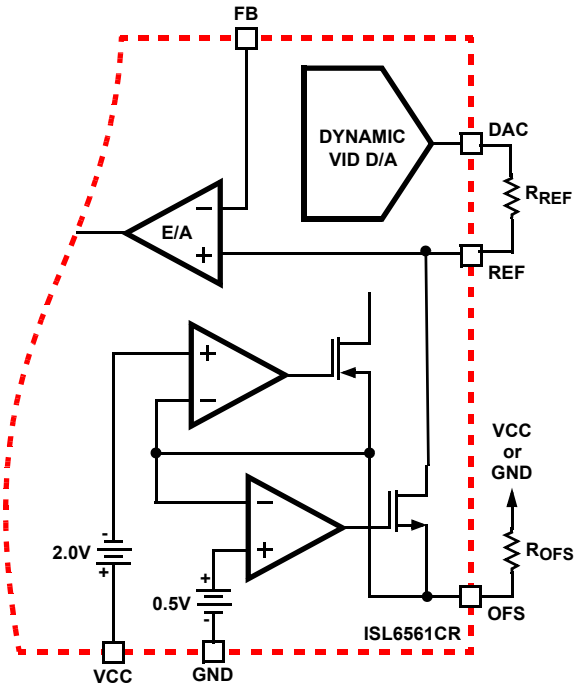 FB
DYNAMIC
VID D/A
DAC
RREF
E/A
−
+
REF
+
−
VCC
or
GND
−
+
-
2.0V
+
ROFS
+
0.5V
-
OFS
ISL6561CR
VCC
GND